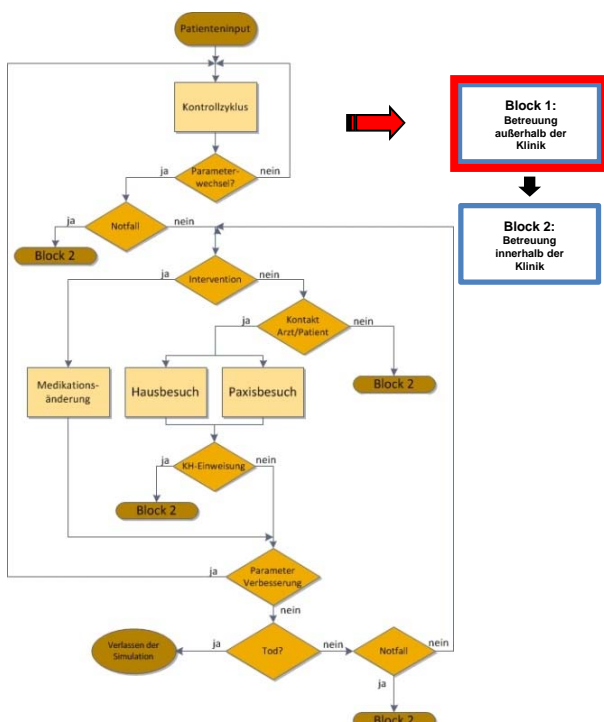 Patienteninput
Kontrollzyklus
Block 1:
Betreuung
außerhalb der
Klinik
ja
Parameter-
wechsel?
nein
ja
Notfall
nein
Block 2
Block 2:
Betreuung
innerhalb der
Klinik
ja
Intervention
nein
ja
Kontakt
Arzt/Patient
nein
Block 2
Medikations-
änderung
Hausbesuch
Paxisbesuch
ja
KH-Einweisung
nein
Block 2
ja
Parameter
Verbesserung
nein
Verlassen der
Simulation
ja
Tod?
nein
Notfall
nein
ja
Block 2